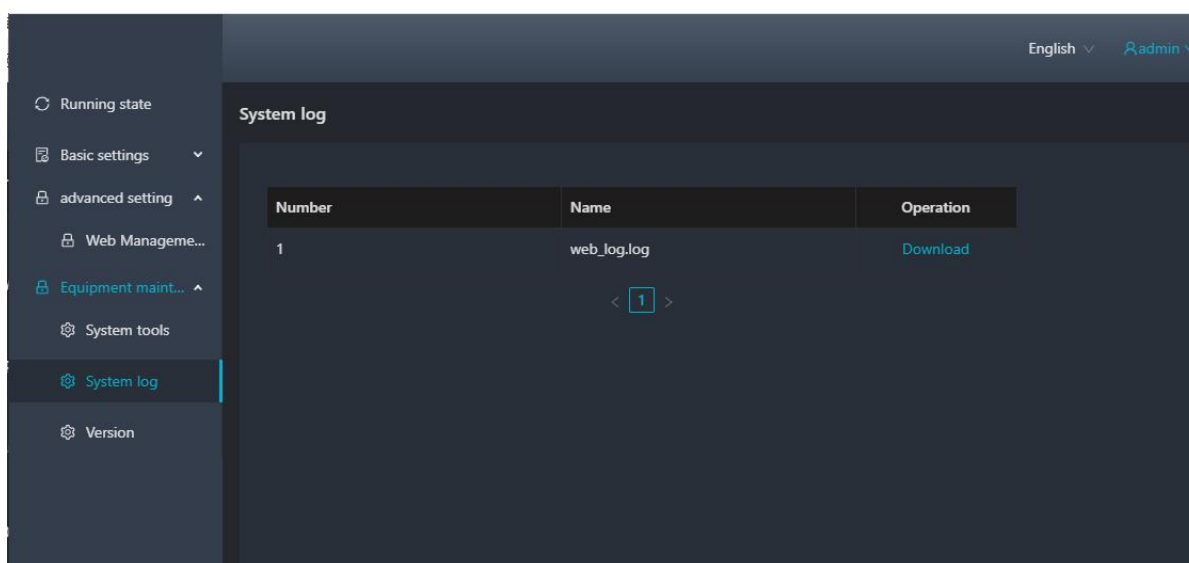 English
admin
Running state
Basic settings
advanced setting
Web Manageme...
Equipment maint...
System tools
System log
Version
System log
Number Name Operation
1 web_log.log Download
< 1 >